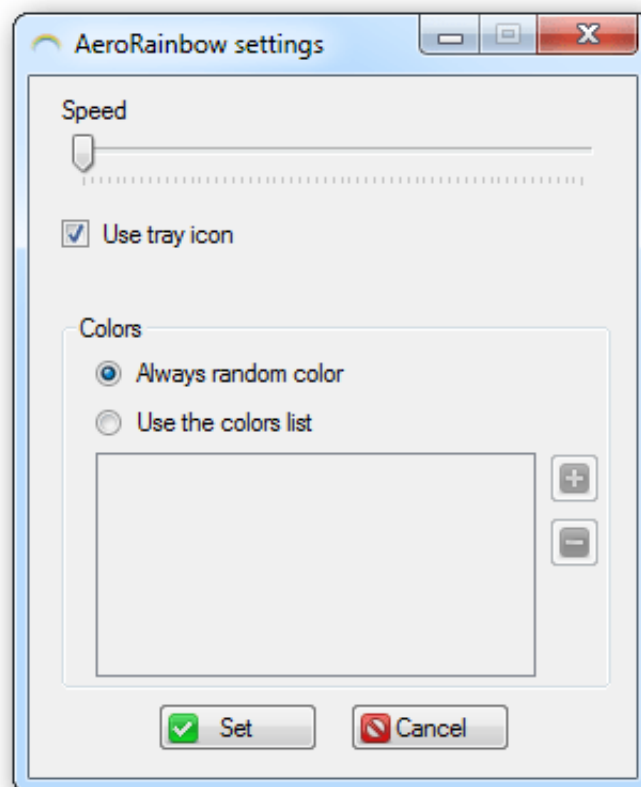 AeroRainbow settings
Speed
Use tray icon
Colors
Always random color
Use the colors list
Set
Cancel